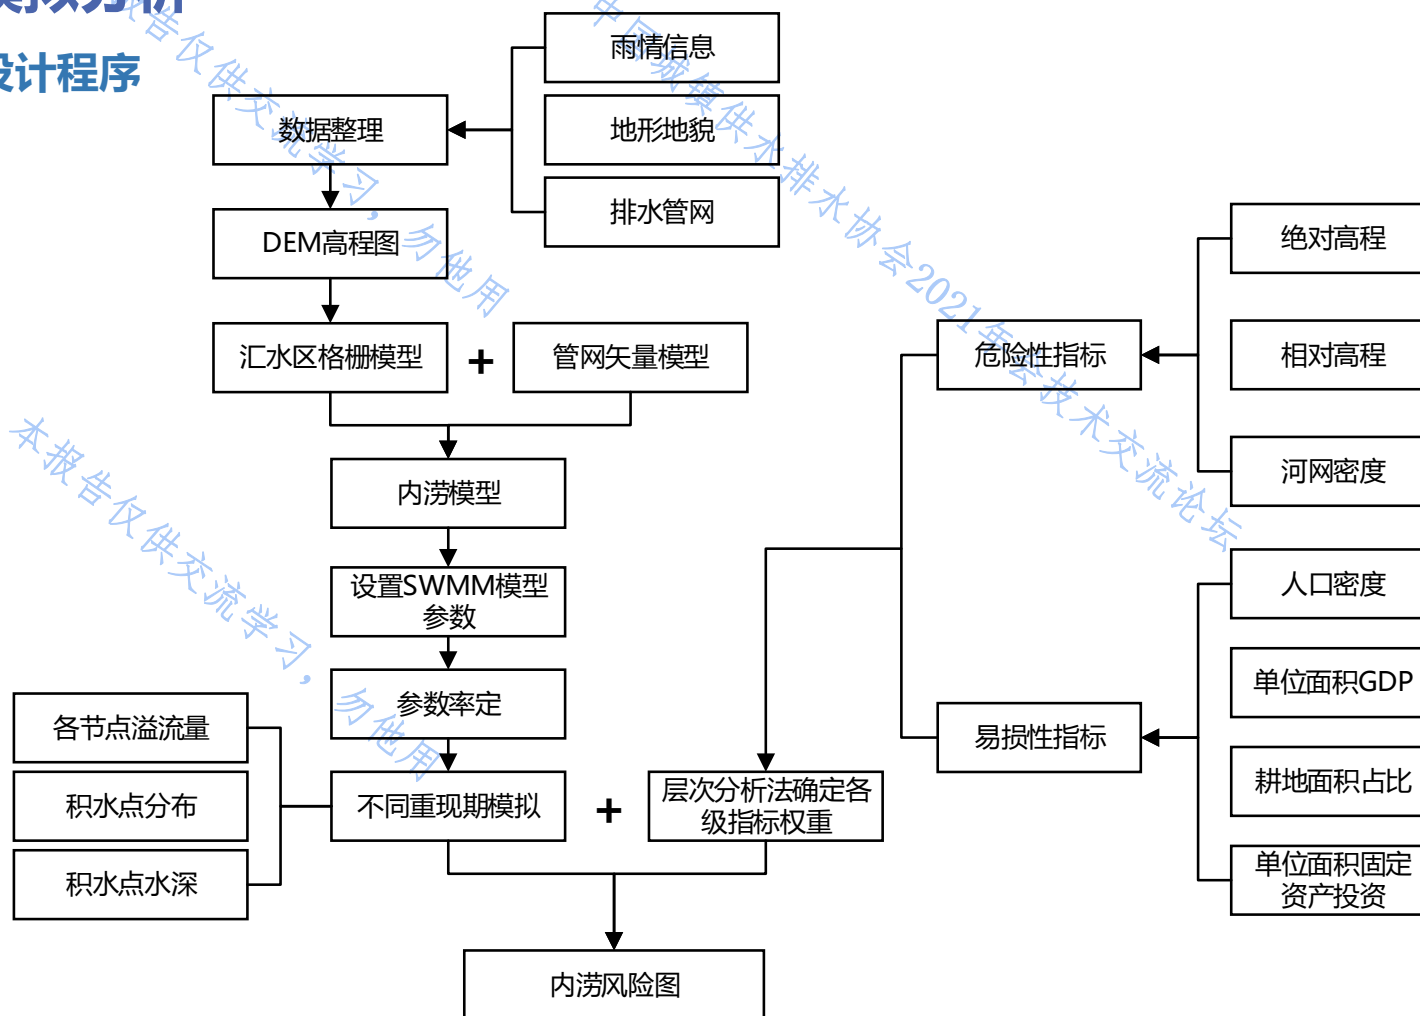 模拟分析
设计程序
雨情信息
数据整理
地形地貌
排水管网
DEM高程图
绝对高程
汇水区格栅模型
+
管网矢量模型
危险性指标
相对高程
河网密度
内涝模型
人口密度
设置SWMM模型
参数
单位面积GDP
参数率定
各节点溢流量
易损性指标
耕地面积占比
积水点分布
不同重现期模拟
+
层次分析法确定各
级指标权重
积水点水深
单位面积固定
资产投资
内涝风险图
报告仅供交流学习，勿他用
中国城镇供水排水协会2021年会技术交流论坛
本报告仅供交流学习，勿他用